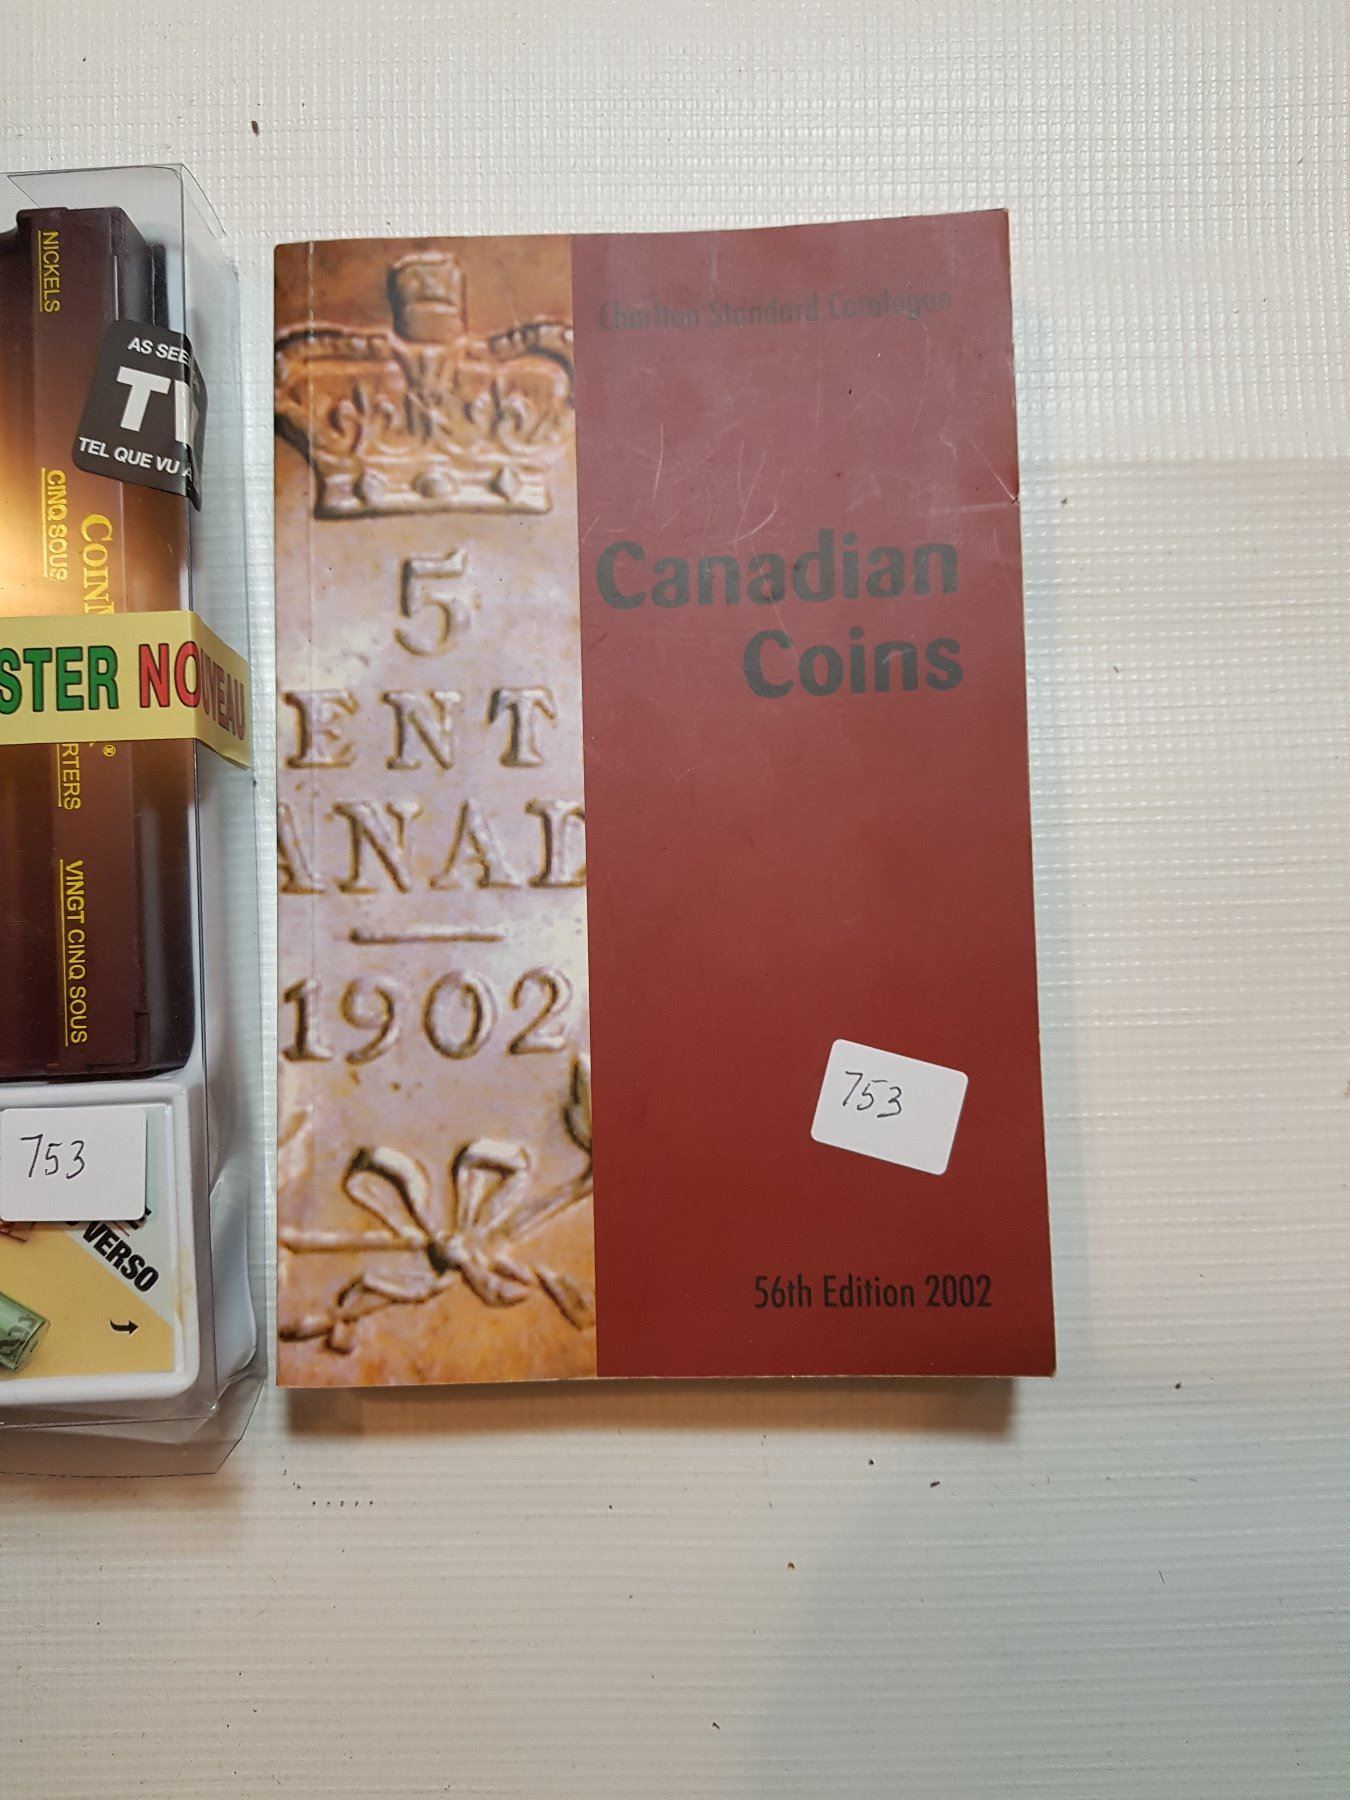 NICKELS
AS SEE
TV
TEL QUE VU
CINQ SOUS
COIN
STER NOUVEAU
RTERS
VINGT CINQ SOUS
753
VERSO
Charlton Standard Catalogue
Canadian
Coins
5
ENT
ANAD
1902
753
56th Edition 2002